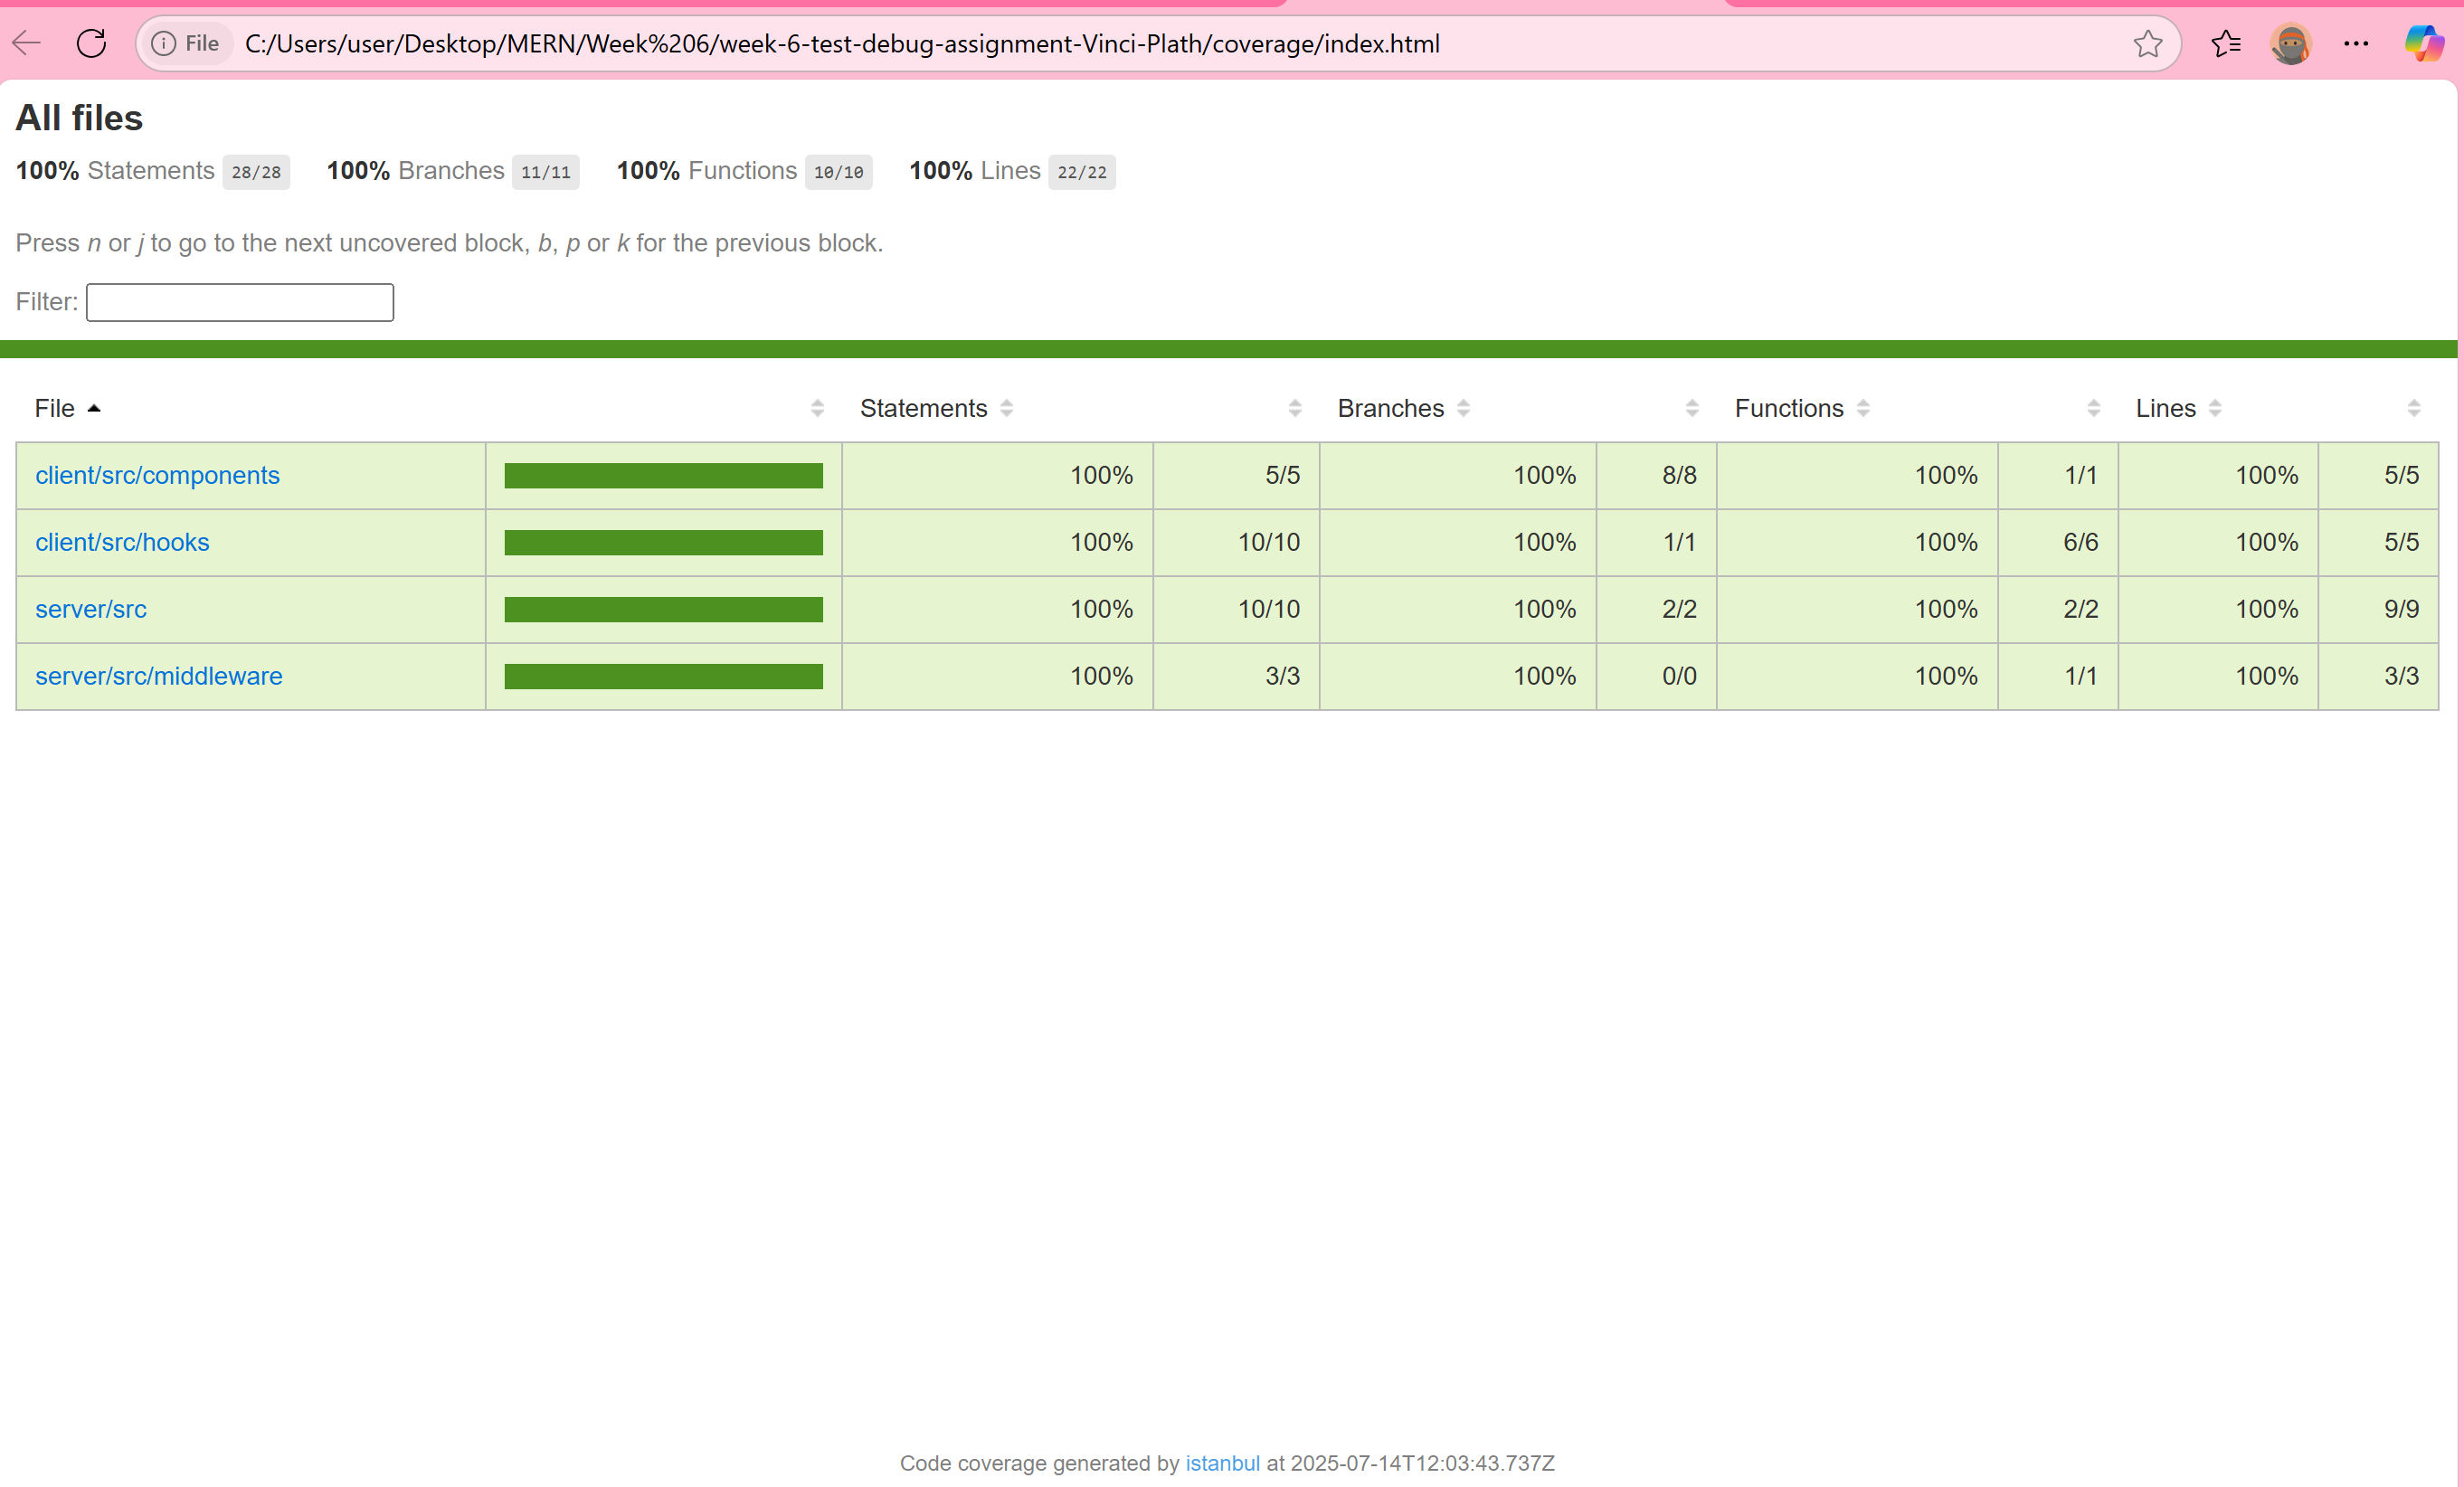 File C:/Users/user/Desktop/MERN/Week%206/week-6-test-debug-assignment-Vinci-Plath/coverage/index.html
All files
100% Statements 28/28 100% Branches 11/11 100% Functions 10/10 100% Lines 22/22
Press n or j to go to the next uncovered block, b, p or k for the previous block.
Filter:
File Statements Branches Functions Lines
client/src/components 100% 5/5 100% 8/8 100% 1/1 100% 5/5
client/src/hooks 100% 10/10 100% 1/1 100% 6/6 100% 5/5
server/src 100% 10/10 100% 2/2 100% 2/2 100% 9/9
server/src/middleware 100% 3/3 100% 0/0 100% 1/1 100% 3/3
Code coverage generated by istanbul at 2025-07-14T12:03:43.737Z